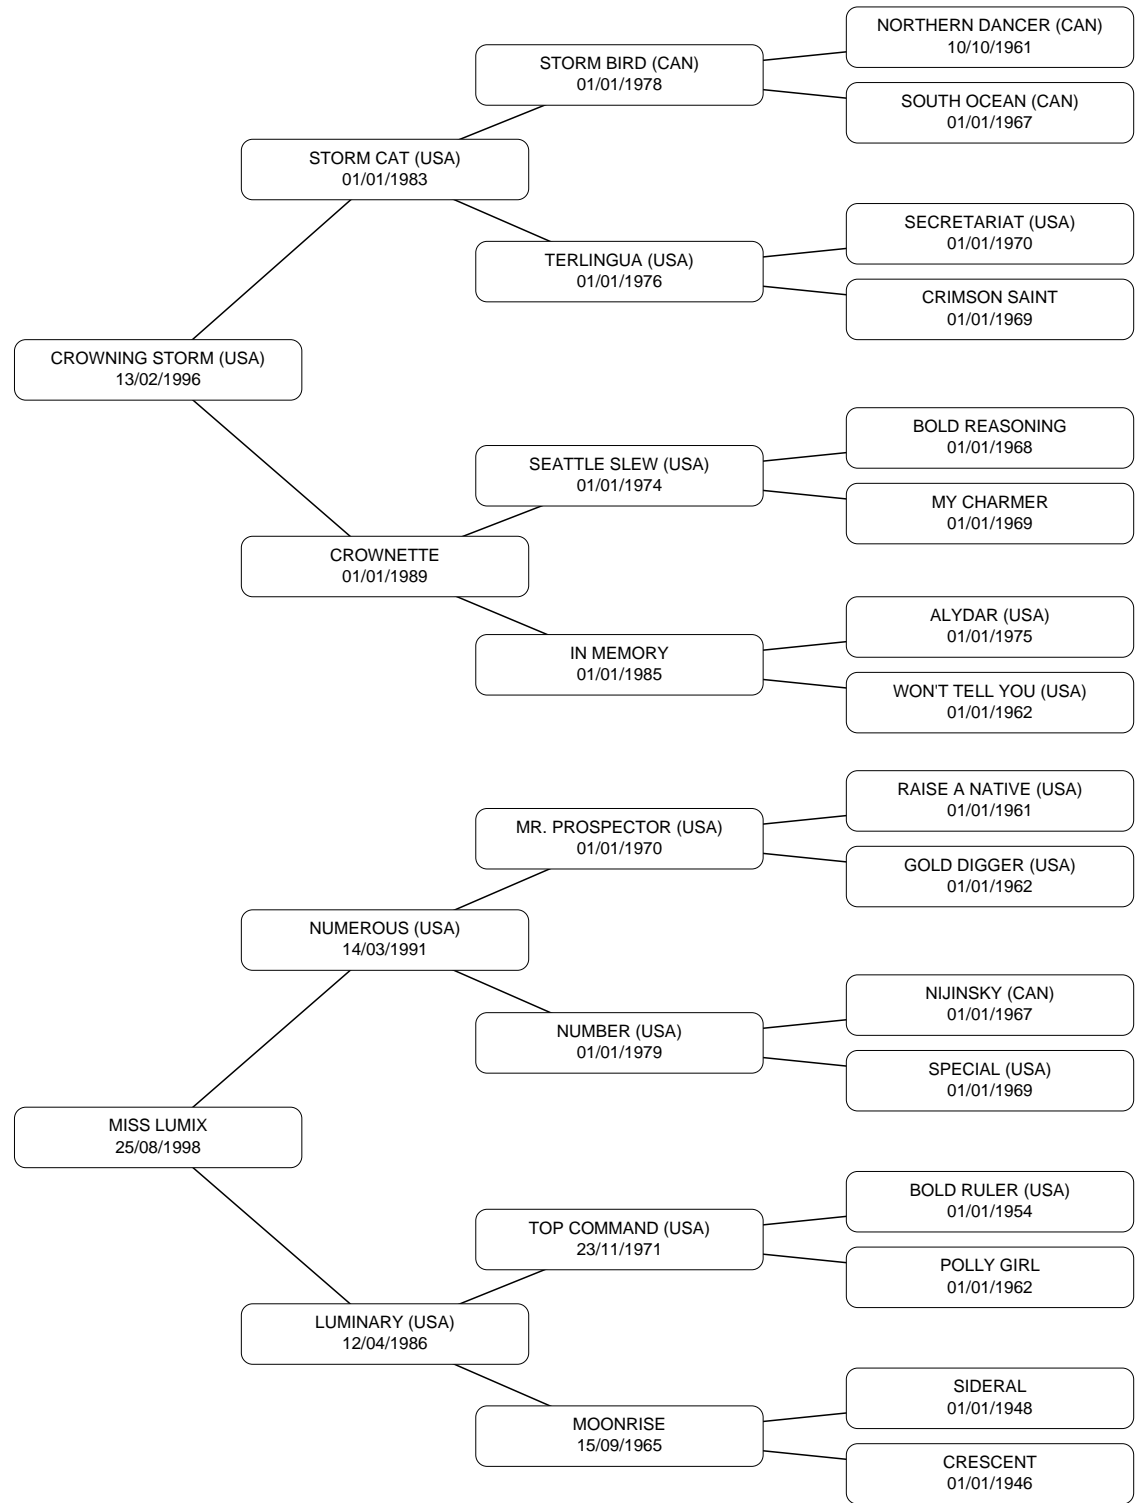 NORTHERN DANCER (CAN)
10/10/1961
STORM BIRD (CAN)
01/01/1978
SOUTH OCEAN (CAN)
01/01/1967
STORM CAT (USA)
01/01/1983
SECRETARIAT (USA)
01/01/1970
TERLINGUA (USA)
01/01/1976
CRIMSON SAINT
01/01/1969
CROWNING STORM (USA)
13/02/1996
BOLD REASONING
01/01/1968
SEATTLE SLEW (USA)
01/01/1974
MY CHARMER
01/01/1969
CROWNETTE
01/01/1989
ALYDAR (USA)
01/01/1975
IN MEMORY
01/01/1985
WON'T TELL YOU (USA)
01/01/1962
RAISE A NATIVE (USA)
01/01/1961
MR. PROSPECTOR (USA)
01/01/1970
GOLD DIGGER (USA)
01/01/1962
NUMEROUS (USA)
14/03/1991
NIJINSKY (CAN)
01/01/1967
NUMBER (USA)
01/01/1979
SPECIAL (USA)
01/01/1969
MISS LUMIX
25/08/1998
BOLD RULER (USA)
01/01/1954
TOP COMMAND (USA)
23/11/1971
POLLY GIRL
01/01/1962
LUMINARY (USA)
12/04/1986
SIDERAL
01/01/1948
MOONRISE
15/09/1965
CRESCENT
01/01/1946